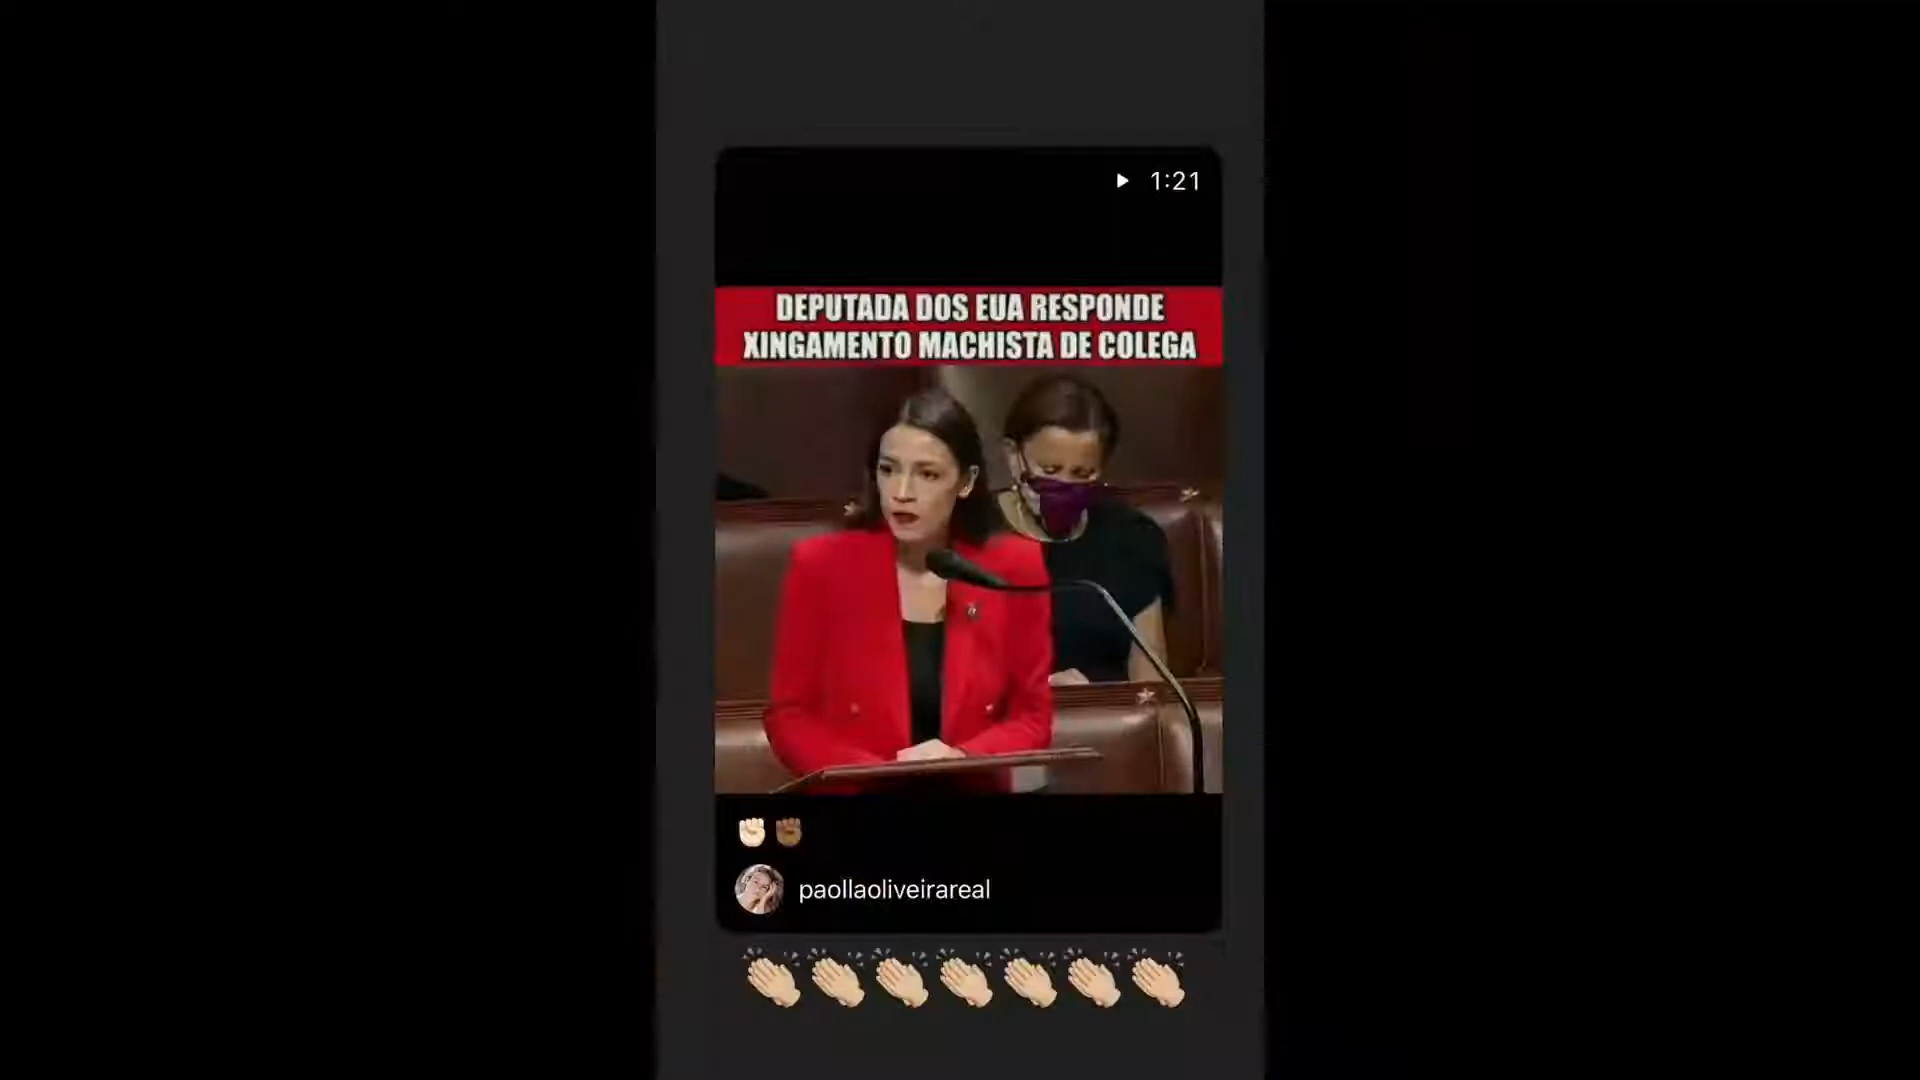 1:21
DEPUTADA DOS EUA RESPONDE
XINGAMENTO MACHISTA DE COLEGA
paollaoliveirareal